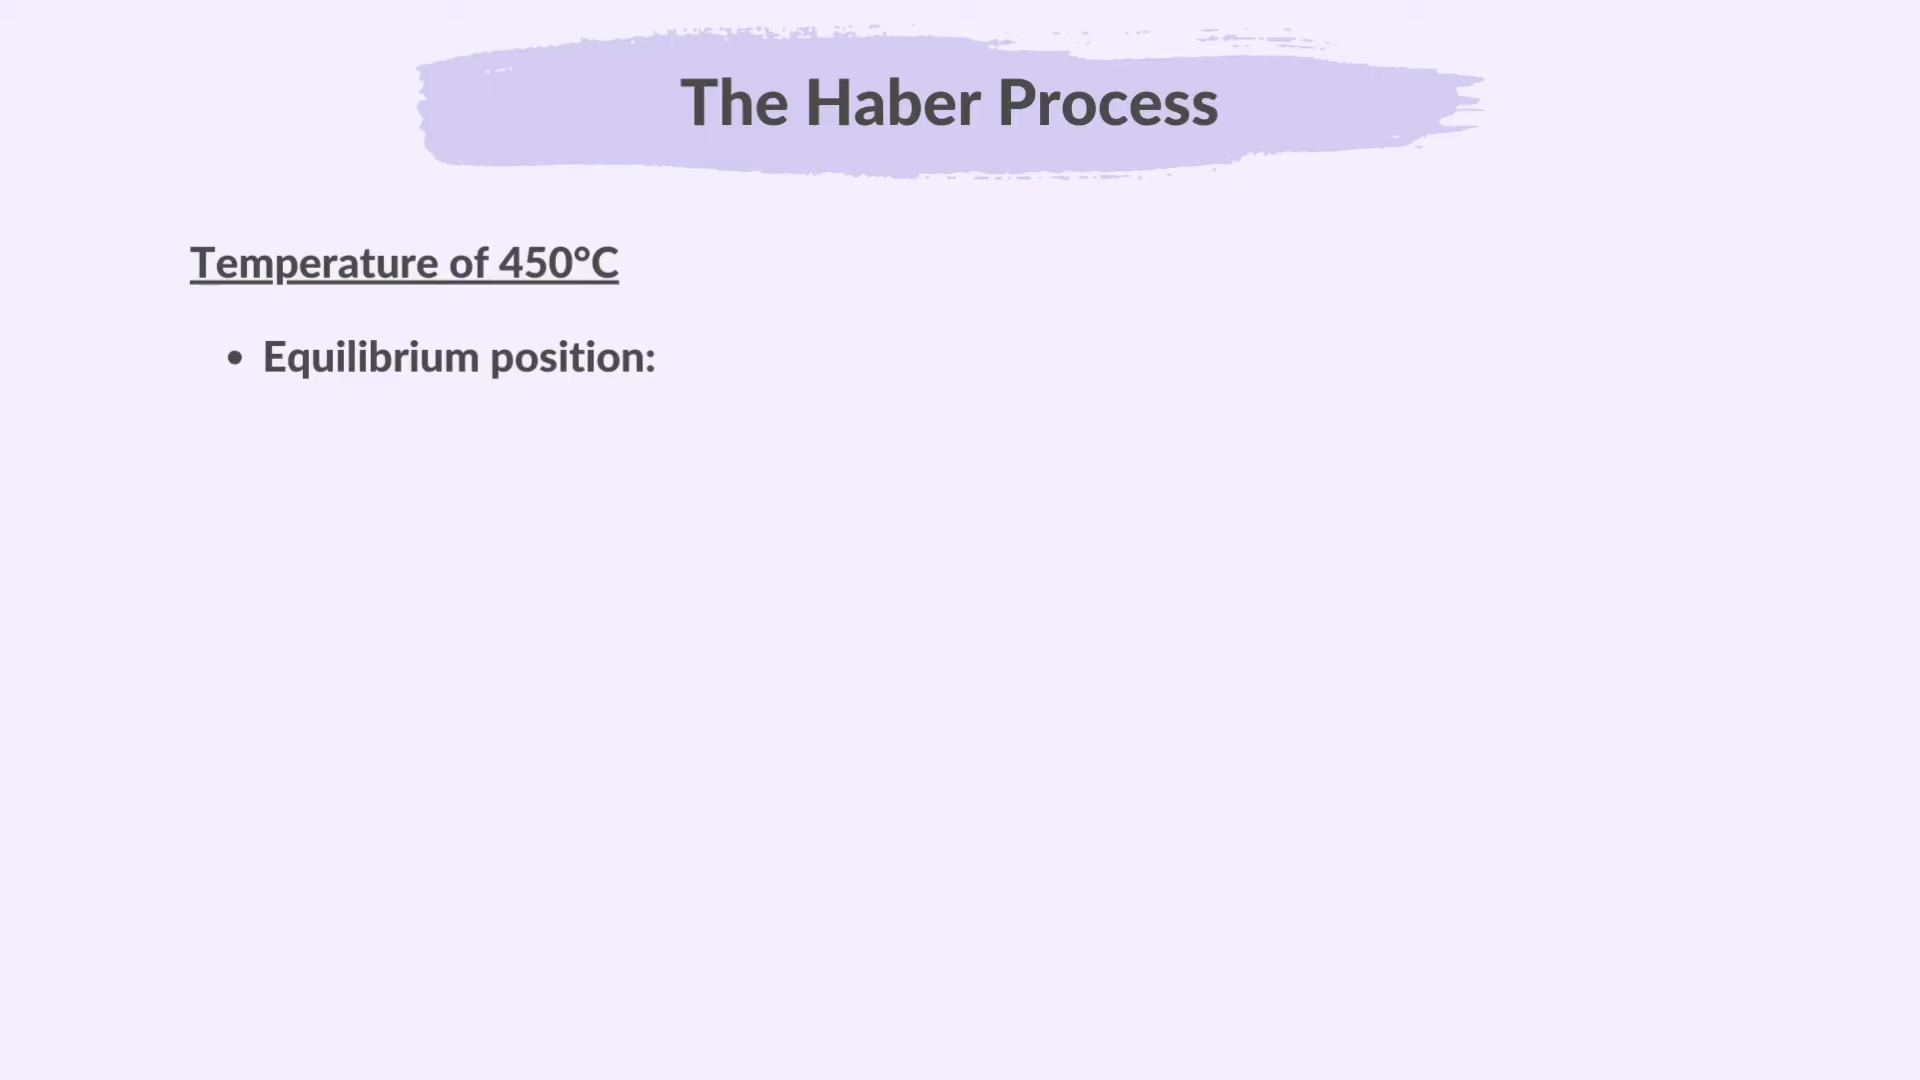 The Haber Process
Temperature of 450°C
• Equilibrium position: